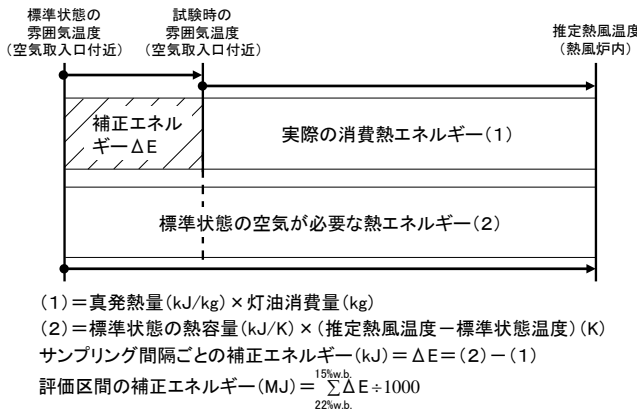 標準状態の
雰囲気温度
(空気取入口付近)
試験時の
雰囲気温度
(空気取入口付近)
推定熱風温度
(熱風炉内)
補正エネル
ギーΔE
実際の消費熱エネルギー(1)
標準状態の空気が必要な熱エネルギー(2)
(1)=真発熱量(kJ/kg)×灯油消費量(kg)
(2)=標準状態の熱容量(kJ/K)×(推定熱風温度-標準状態温度)(K)
サンプリング間隔ごとの補正エネルギー(kJ)=ΔE=(2)-(1)
15%w.b.
評価区間の補正エネルギー(MJ)=∑ΔE÷1000
22%w.b.